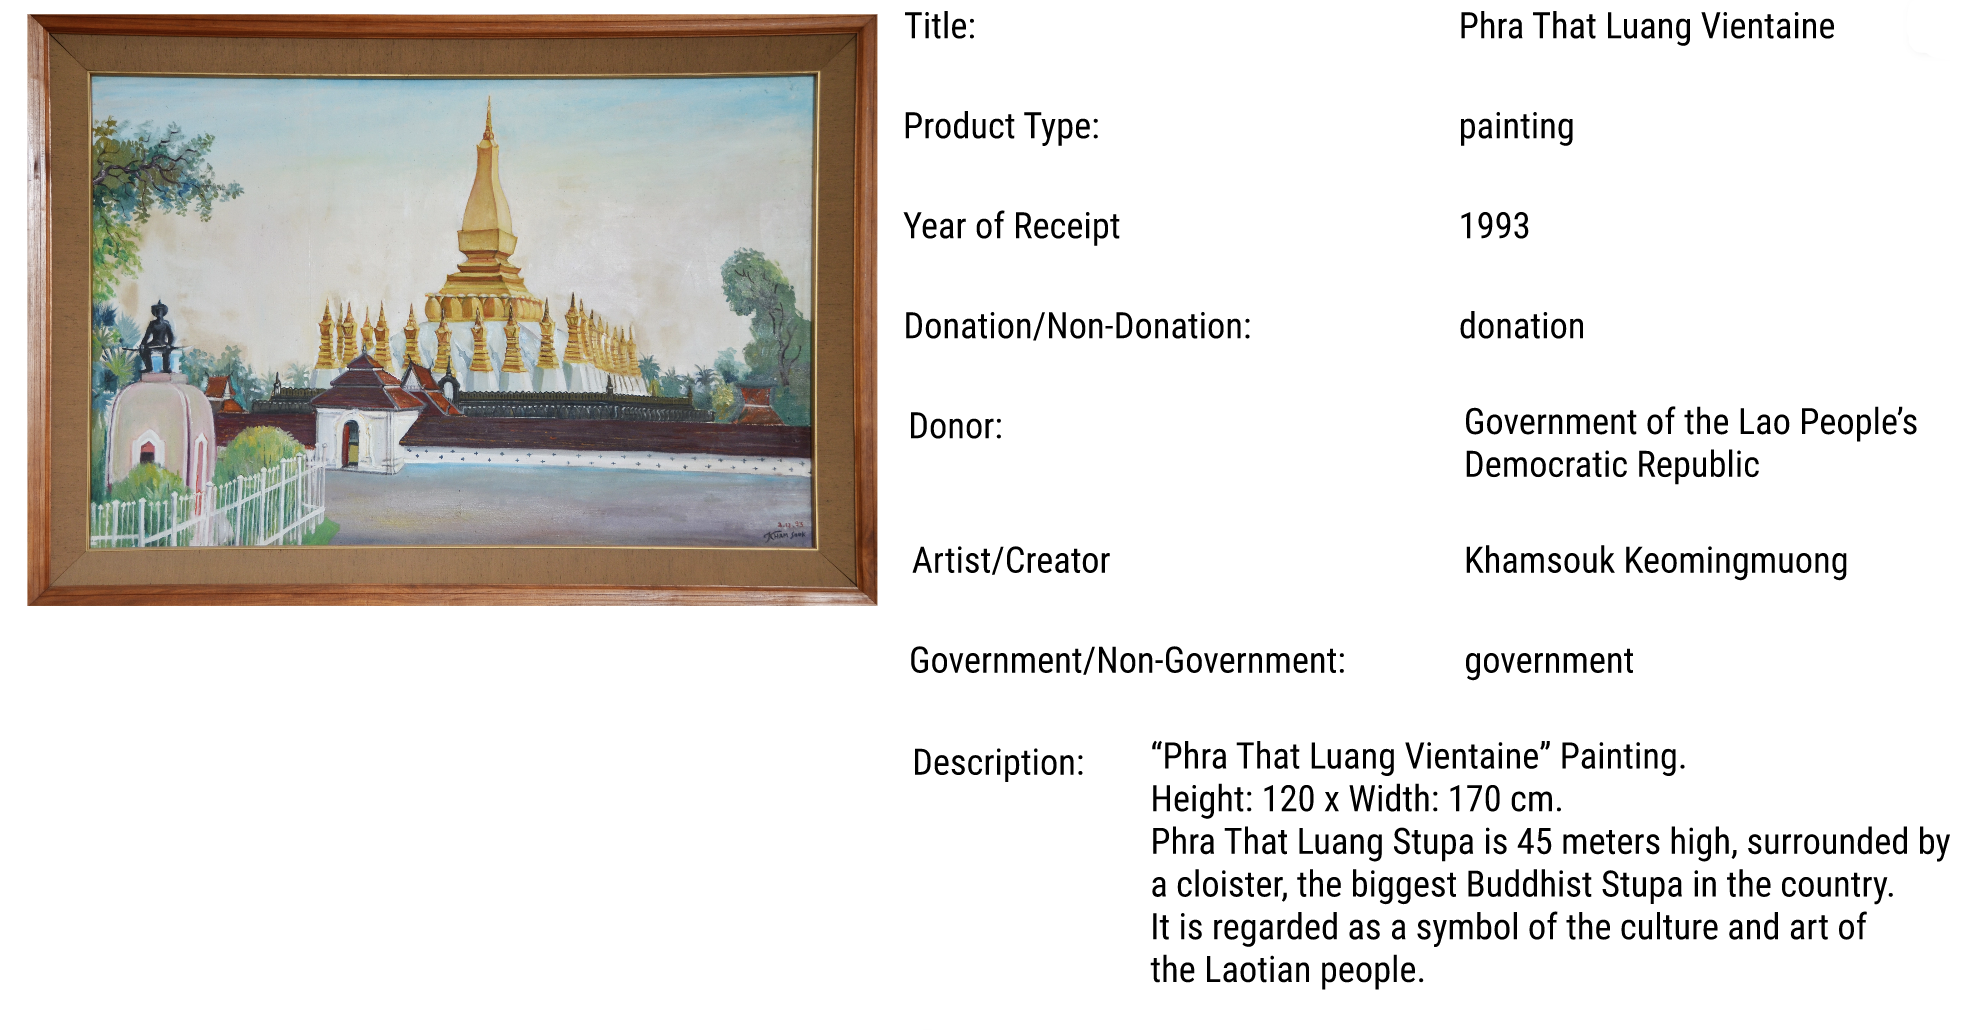 Title: Phra That Luang Vientaine
Product Type: painting
Year of Receipt 1993
Donation/Non-Donation: donation
Donor: Government of the Lao People’s
Democratic Republic
Artist/Creator Khamsouk Keomingmuong
Government/Non-Government: government
Description: “Phra That Luang Vientaine” Painting.
Height: 120 x Width: 170 cm.
Phra That Luang Stupa is 45 meters high, surrounded by
a cloister, the biggest Buddhist Stupa in the country.
It is regarded as a symbol of the culture and art of
the Laotian people.